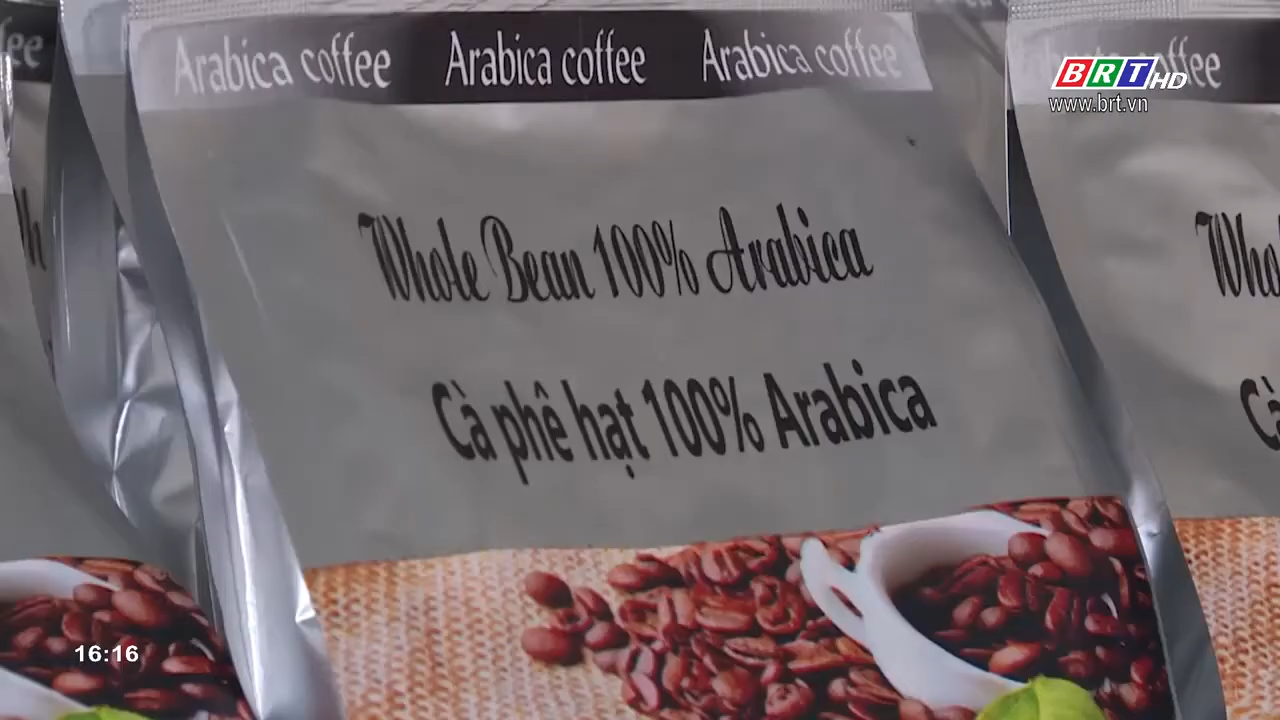 Arabica coffee Arabica coffee Arabica coffee
BRT HD
www.brt.vn
Whole Bean 100% Arabica
Cà phê hạt 100% Arabica
16:16